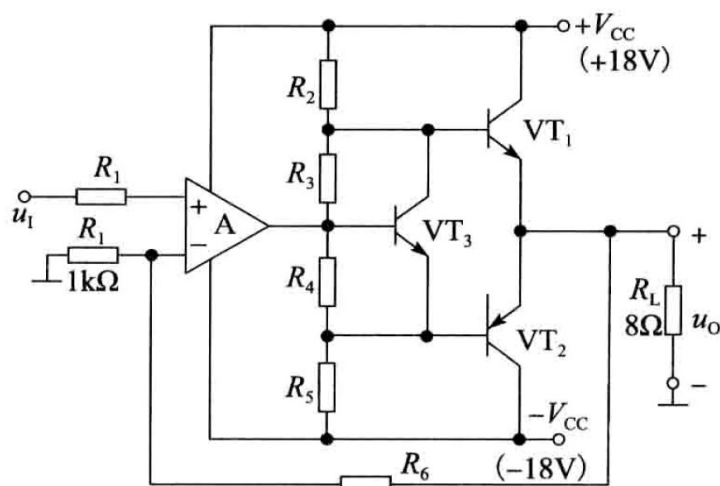 +V_CC
(+18V)
R_2
VT_1
R_1
R_3
u_I
+
A
−
VT_3
R_1
1kΩ
+
R_4
R_L
8Ω
u_O
VT_2
R_5
−
−V_CC
(−18V)
R_6